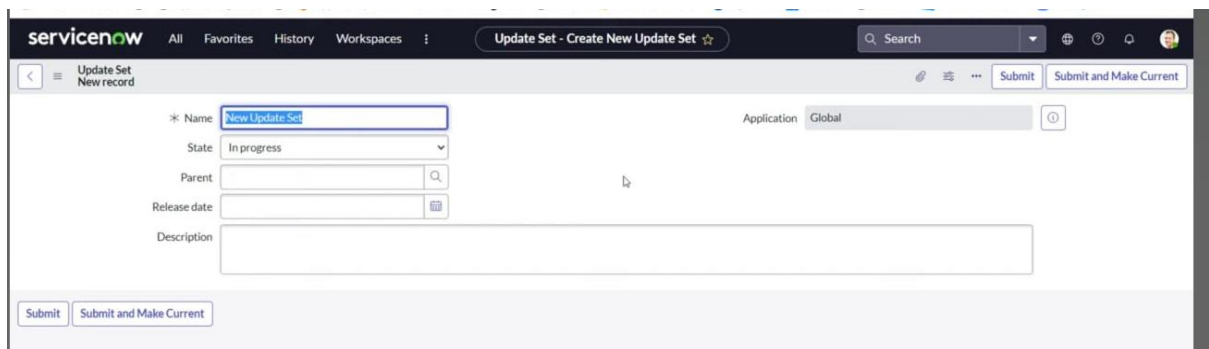 servicenow All Favorites History Workspaces Update Set - Create New Update Set Search
Update Set
New record
Submit Submit and Make Current
* Name New Update Set Application Global
State In progress
Parent
Release date
Description
Submit Submit and Make Current